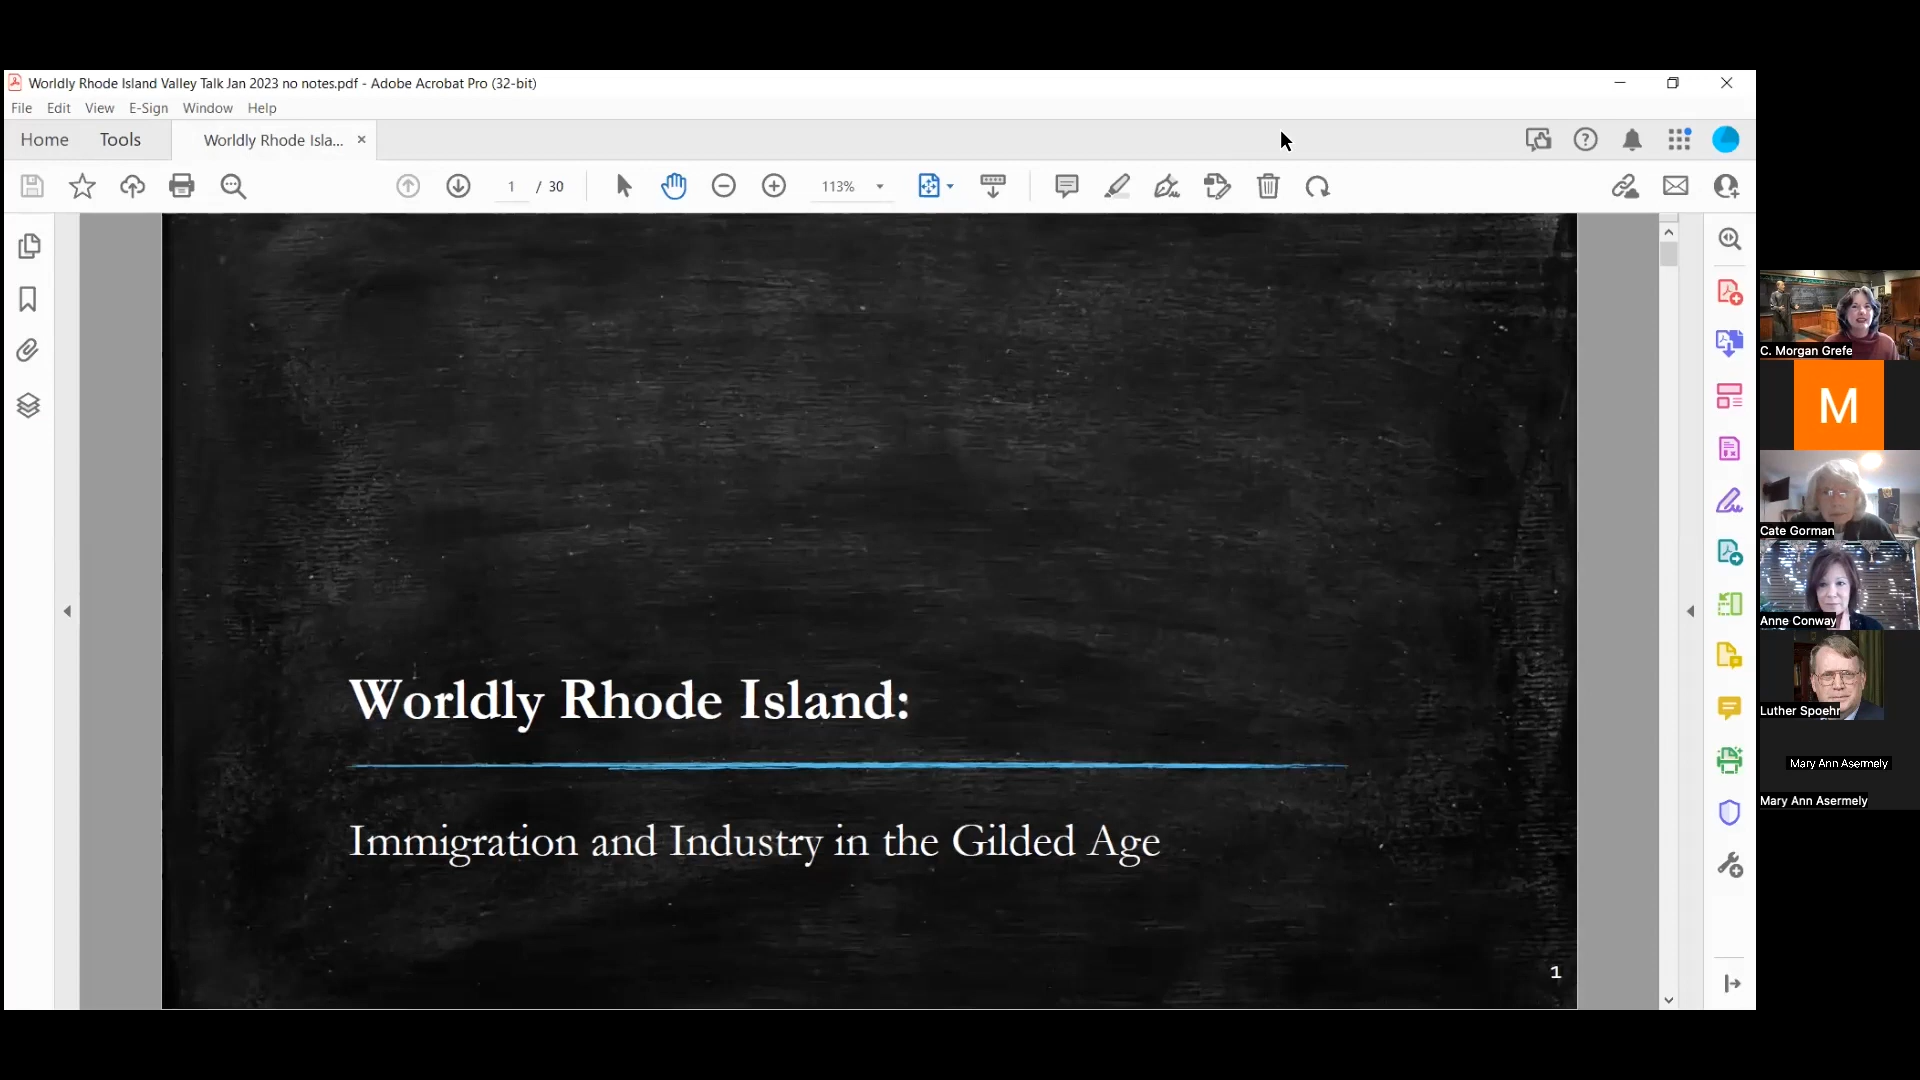 Worldly Rhode Island Valley Talk Jan 2023 no notes.pdf - Adobe Acrobat Pro (32-bit)
File Edit View E-Sign Window Help
Home Tools Worldly Rhode Isla... ×
1 / 30 113%
Worldly Rhode Island:
Immigration and Industry in the Gilded Age
1
C. Morgan Grefe
M
Cate Gorman
Anne Conway
Luther Spoehr
Mary Ann Asermely
Mary Ann Asermely